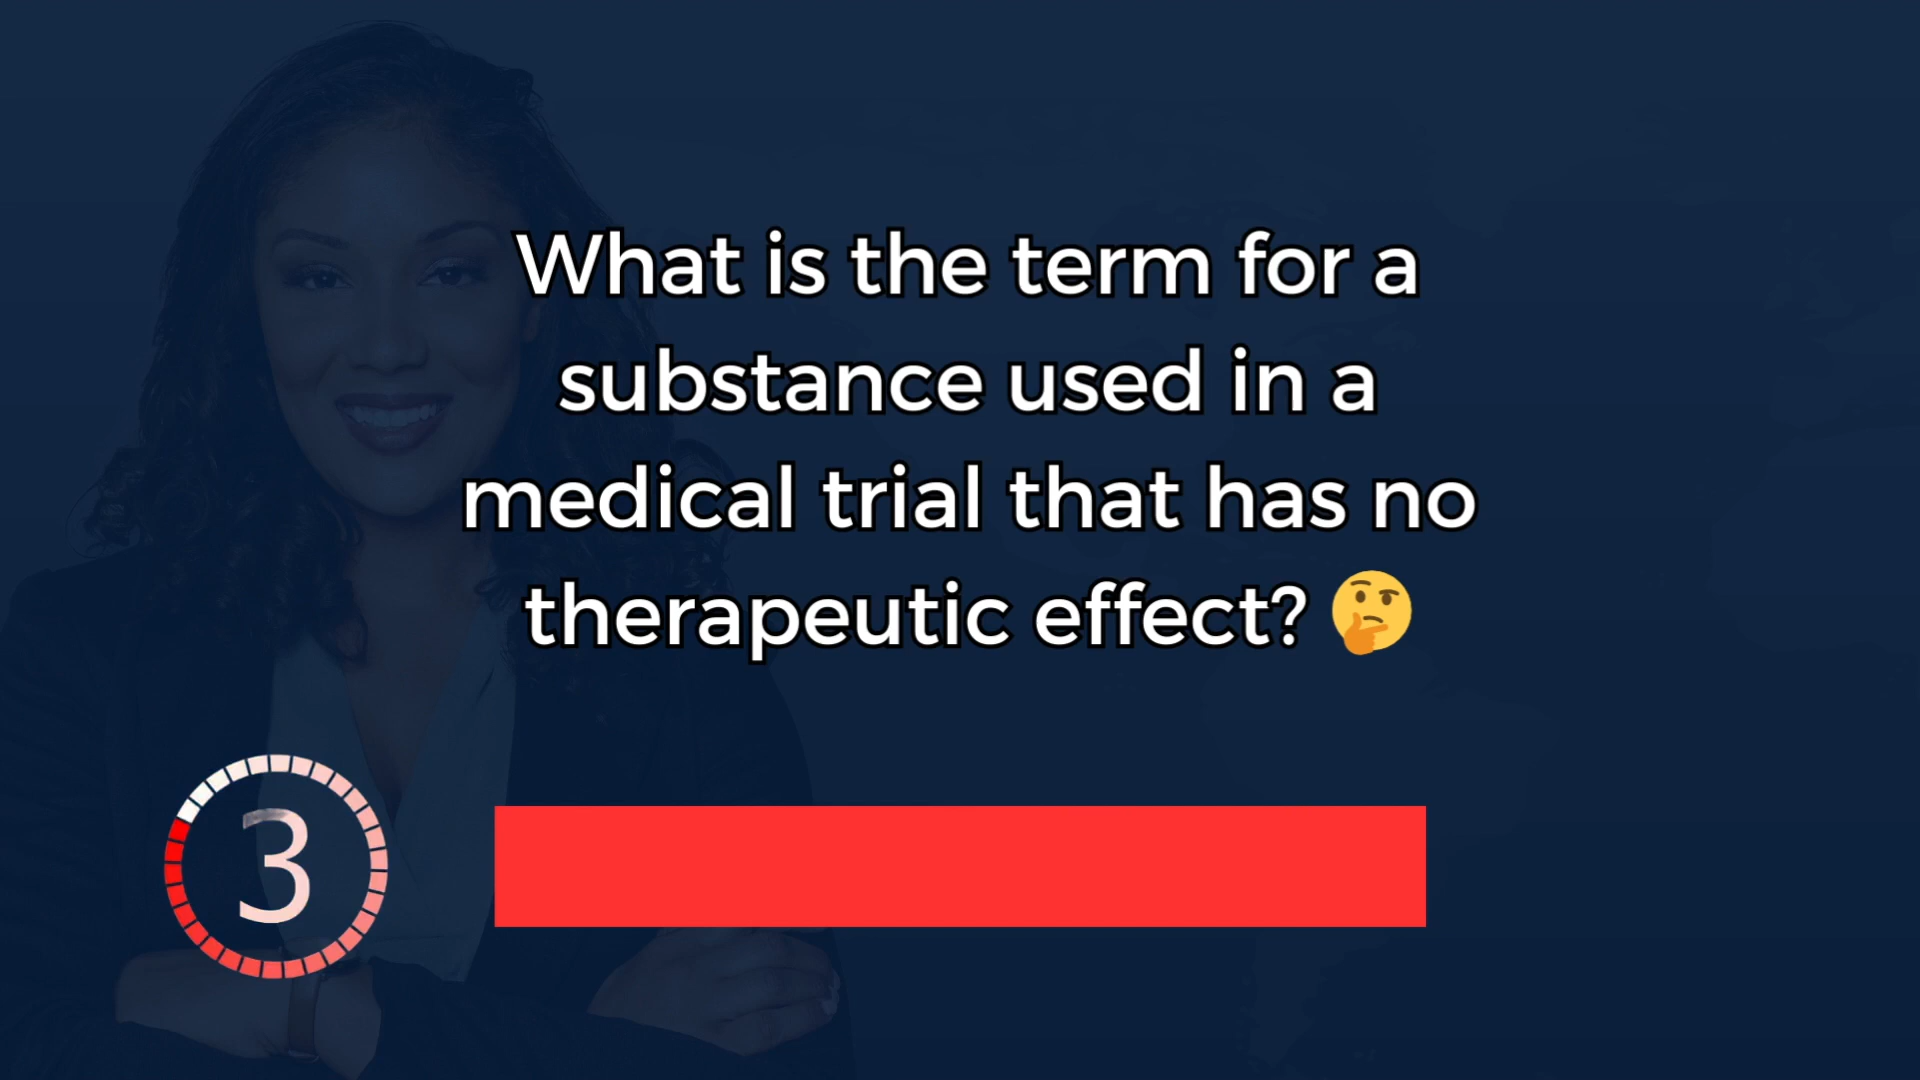 What is the term for a
substance used in a
medical trial that has no
therapeutic effect? 🤔
3